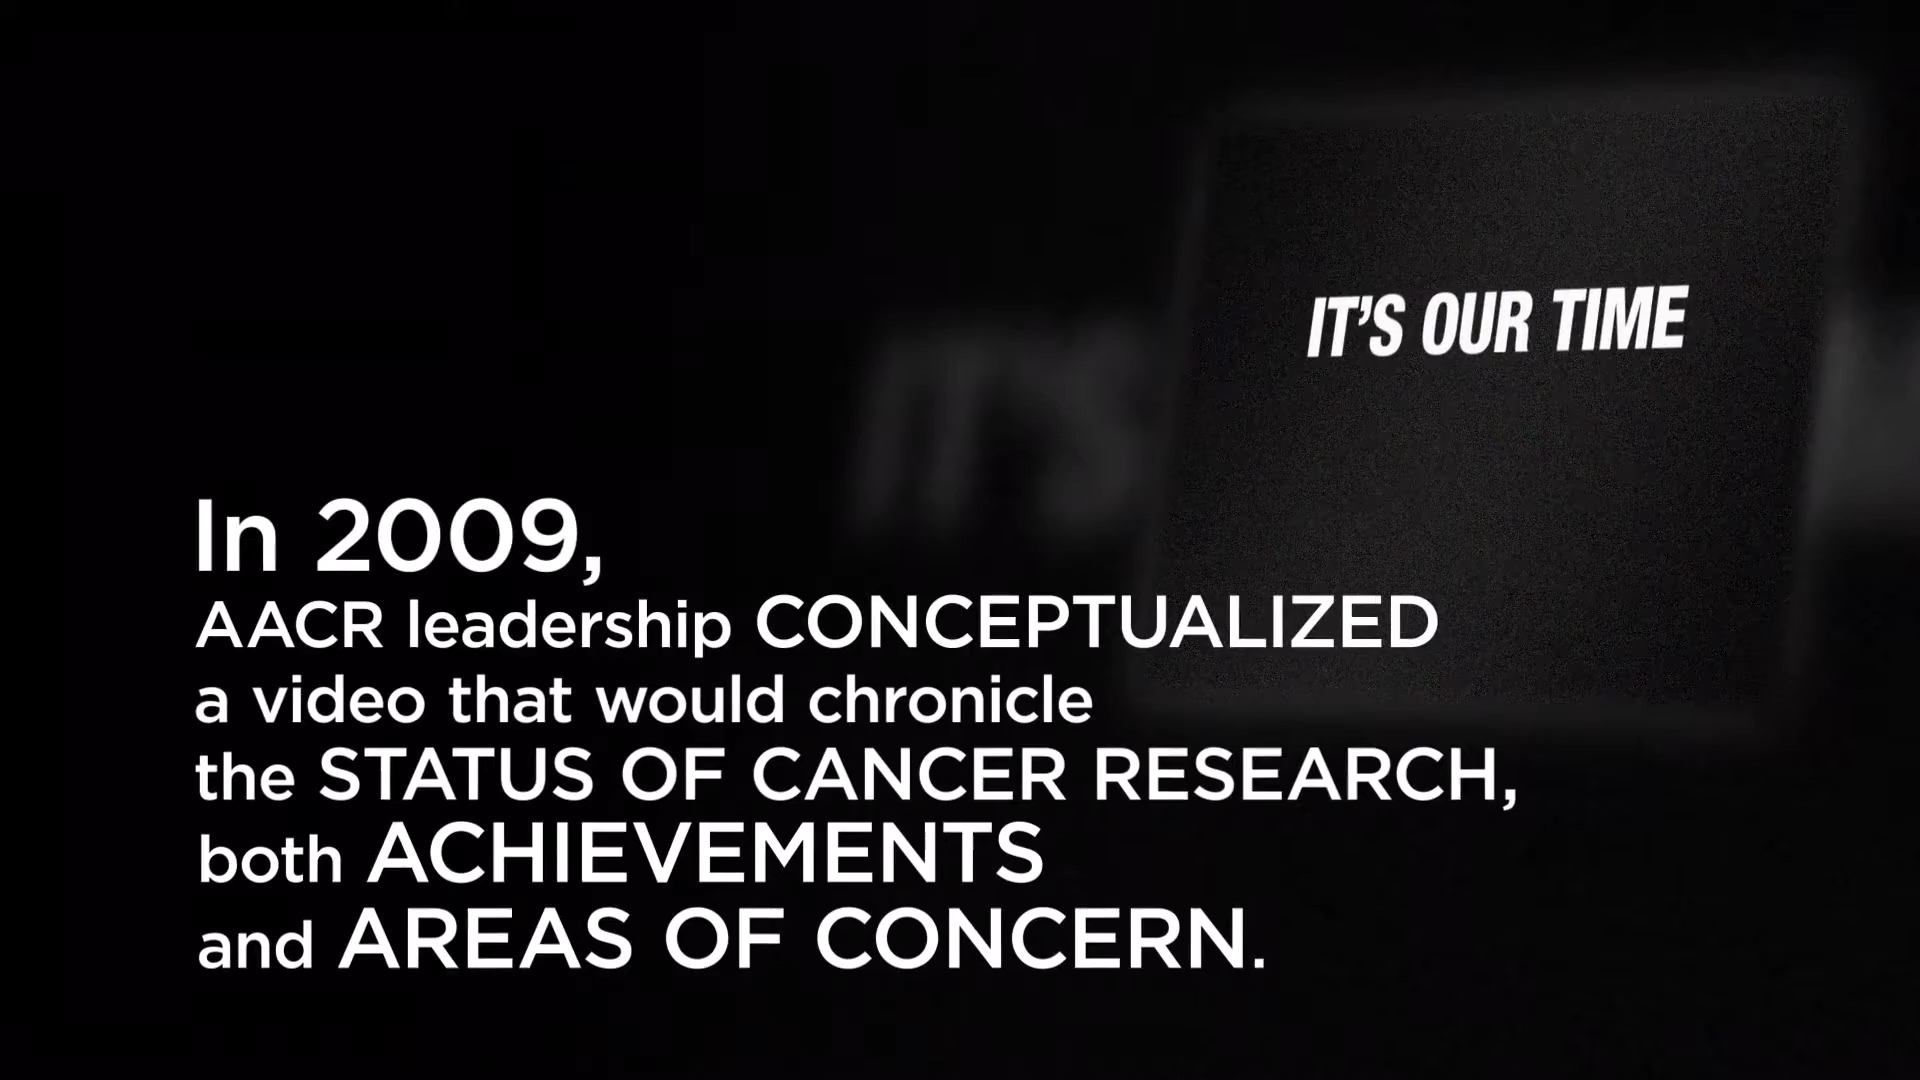 IT'S OUR TIME
In 2009,
AACR leadership CONCEPTUALIZED
a video that would chronicle
the STATUS OF CANCER RESEARCH,
both ACHIEVEMENTS
and AREAS OF CONCERN.